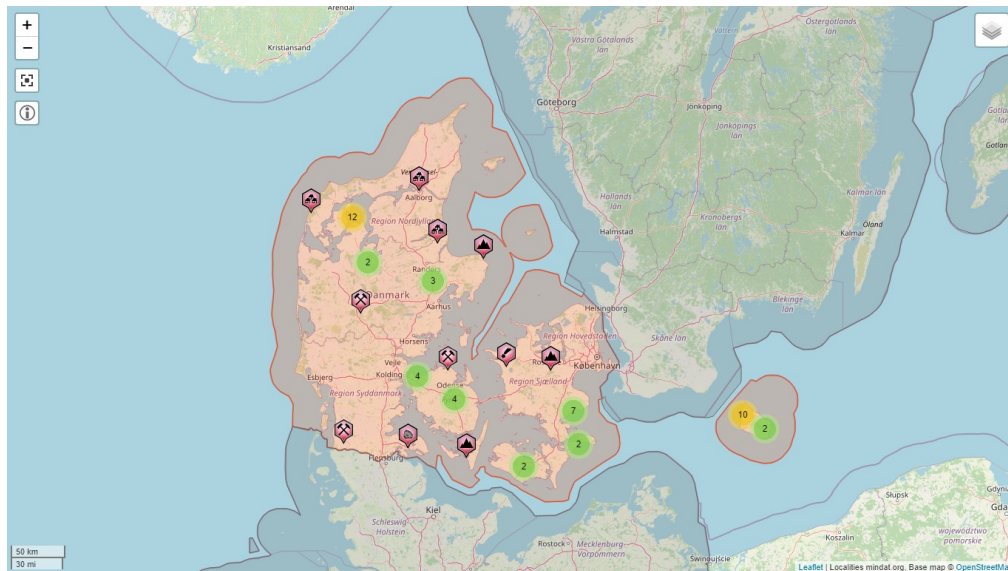 Arendal
+
−
Kristiansand
Västra Götalands
län
Östergötlands
län
Göteborg
Jönköping
Jönköpings
län
Gotland
Aalborg
12
Region Nordjylland
Hallands
län
Kronobergs
län
Kalmar län
Öland
Kalmar
Halmstad
2
Randers
3
Danmark
Aarhus
Blekinge
län
Helsingborg
Skåne län
Horsens
Region Hovedstaden
Vejle
København
Kolding
4
Esbjerg
Odense
Region Sjælland
Region Syddanmark
4
7
10
2
2
Flensburg
2
Kiel
Słupsk
Gdynia
Schleswig-
Holstein
Koszalin
województwo
pomorskie
Rostock
Mecklenburg-
Vorpommern
Świnoujście
50 km
30 mi
Leaflet | Localities mindat.org, Base map © OpenStreetMa